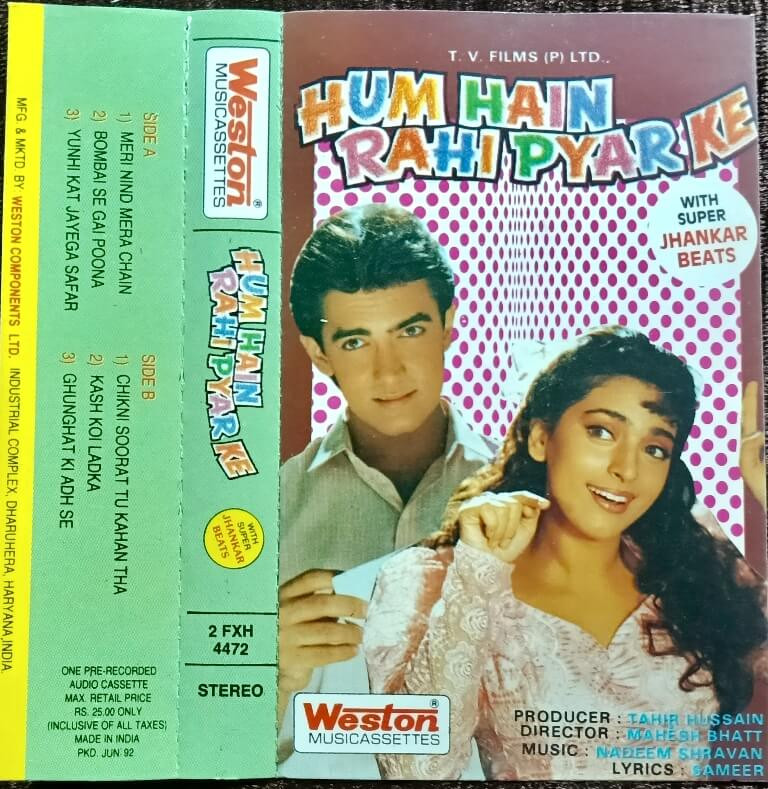 MFG. & MKTD. BY: WESTON COMPONENTS LTD. INDUSTRIAL COMPLEX, DHARUHERA, HARYANA, INDIA.
SIDE A
1) MERI NIND MERA CHAIN
2) BOMBAI SE GAI POONA
3) YUNHI KAT JAYEGA SAFAR
SIDE B
1) CHIKNI SOORAT TU KAHAN THA
2) KASH KOI LADKA
3) GHUNGHAT KI ADH SE
ONE PRE-RECORDED
AUDIO CASSETTE
MAX. RETAIL PRICE
RS. 25.00 ONLY
(INCLUSIVE OF ALL TAXES)
MADE IN INDIA
PKD. JUN: 92
Weston®
MUSICASSETTES
HUM HAIN
RAHI PYAR KE
WITH
SUPER
JHANKAR
BEATS
2 FXH
4472
STEREO
T. V. FILMS (P) LTD.,
HUM HAIN
RAHI PYAR KE
WITH
SUPER
JHANKAR
BEATS
Weston®
MUSICASSETTES
PRODUCER : TAHIR HUSSAIN
DIRECTOR : MAHESH BHATT
MUSIC : NADEEM SHRAVAN
LYRICS : SAMEER